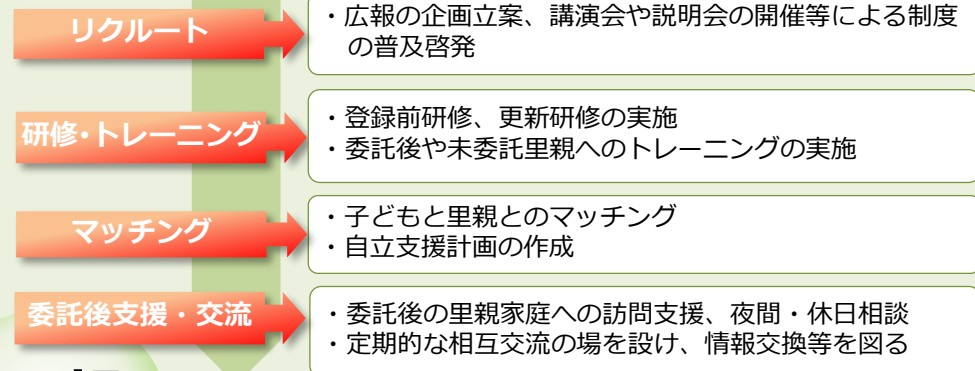 リクルート
・広報の企画立案、講演会や説明会の開催等による制度
の普及啓発
研修・トレーニング
・登録前研修、更新研修の実施
・委託後や未委託里親へのトレーニングの実施
マッチング
・子どもと里親とのマッチング
・自立支援計画の作成
委託後支援・交流
・委託後の里親家庭への訪問支援、夜間・休日相談
・定期的な相互交流の場を設け、情報交換等を図る